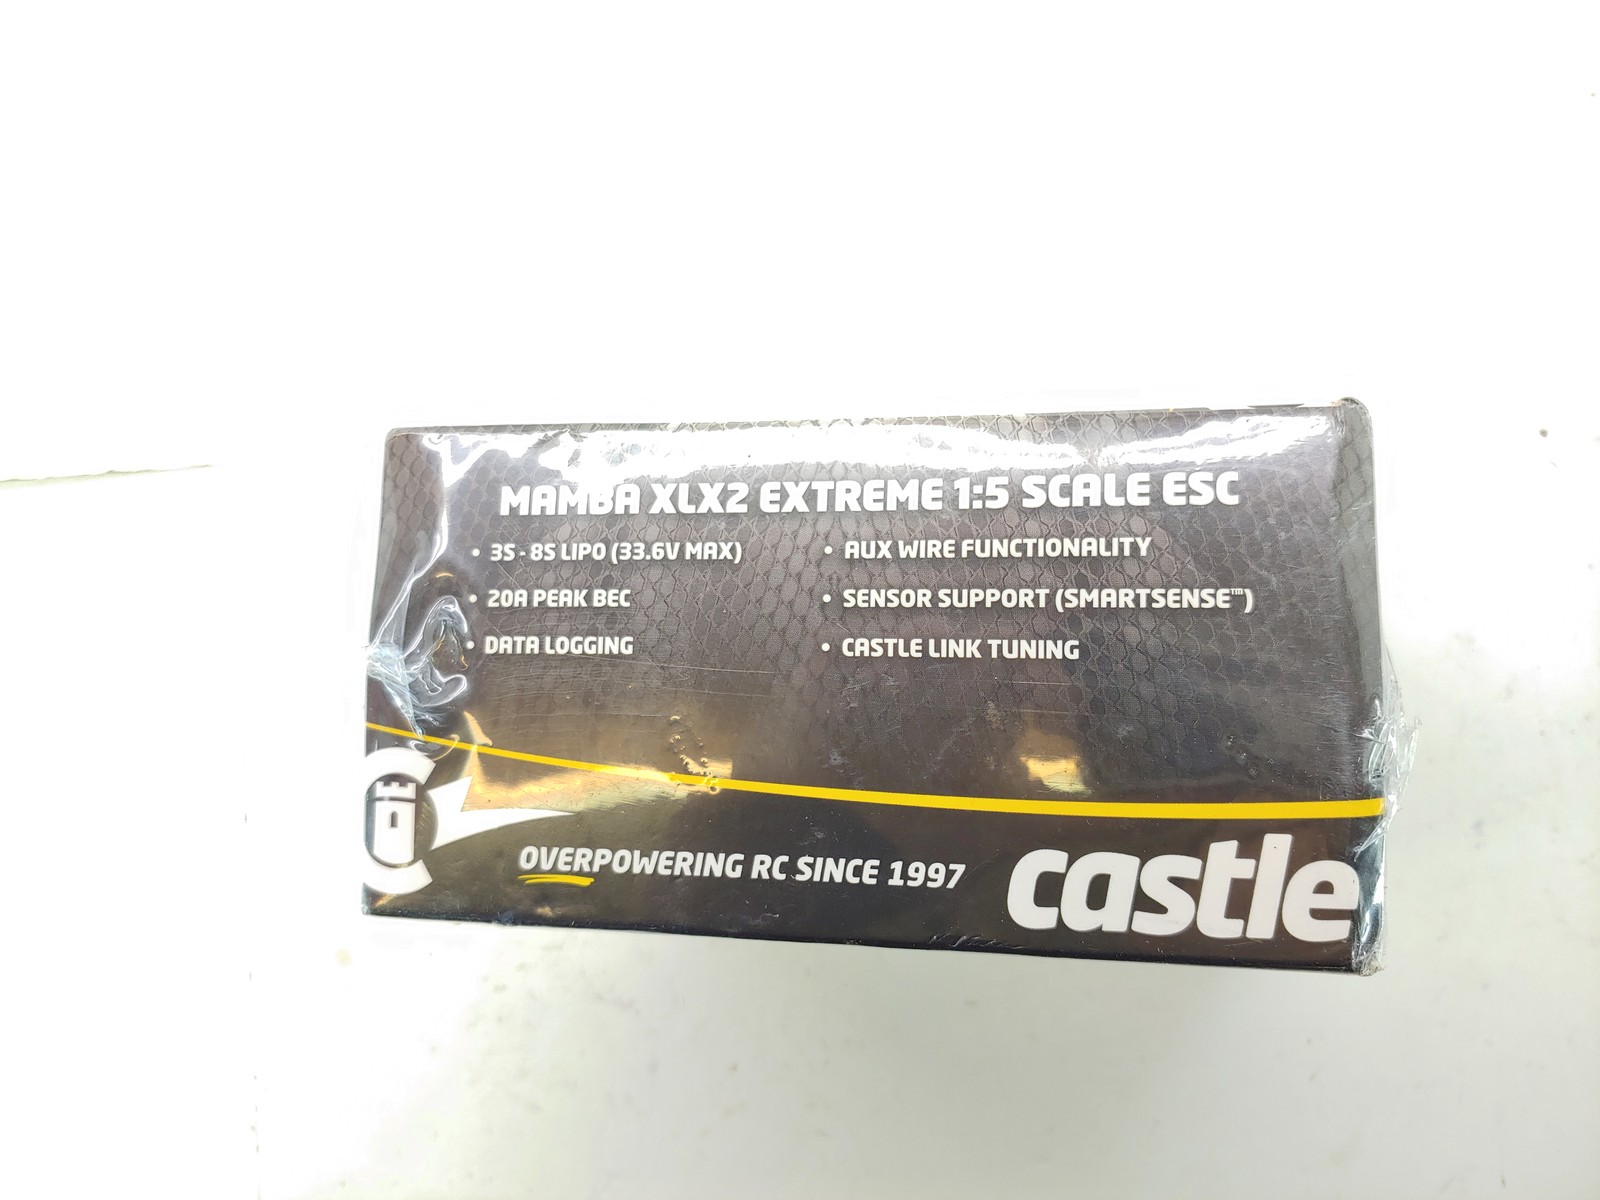 MAMBA XLX2 EXTREME 1:5 SCALE ESC
• 3S - 8S LIPO (33.6V MAX)
• 20A PEAK BEC
• DATA LOGGING
• AUX WIRE FUNCTIONALITY
• SENSOR SUPPORT (SMARTSENSE™)
• CASTLE LINK TUNING
OVERPOWERING RC SINCE 1997
castle